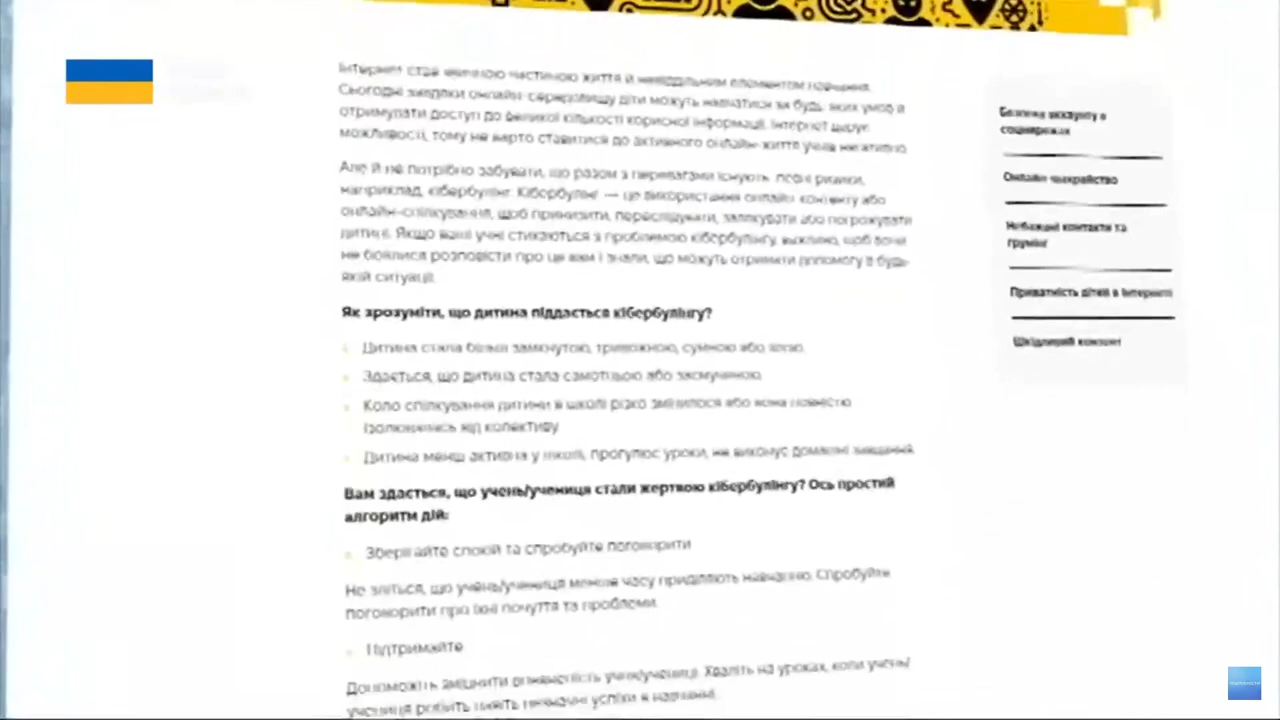 Інтернет став звичною частиною життя й невіддільним елементом навчання.
Сьогодні завдяки онлайн-середовищу діти можуть навчатися за будь-яких умов й
отримувати доступ до великої кількості корисної інформації. Інтернет дарує
можливості, тому не варто ставитися до активного онлайн-життя учнів негативно.
Але й не потрібно забувати, що разом з перевагами існують певні ризики,
наприклад, кібербулінг. Кібербулінг — це використання онлайн-контенту або
онлайн-спілкування, щоб принизити, переслідувати, залякувати або погрожувати
дитині. Якщо ваші учні стикаються з проблемою кібербулінгу, важливо, щоб вони
не боялися розповісти про це вам і знали, що можуть отримати допомогу в будь-
якій ситуації.
Як зрозуміти, що дитина піддається кібербулінгу?
Дитина стала більш замкнутою, тривожною, сумною або злою.
Здається, що дитина стала самотньою або засмученою.
Коло спілкування дитини в школі різко змінилося або вона повністю
ізолювалась від колективу.
Дитина менш активна у школі, прогулює уроки, не виконує домашні завдання.
Вам здається, що учень/учениця стали жертвою кібербулінгу? Ось простий
алгоритм дій:
Зберігайте спокій та спробуйте поговорити
Не зліться, що учень/учениця менше часу приділяють навчанню. Спробуйте
поговорити про їхні почуття та проблеми.
Підтримайте
Допоможіть зміцнити впевненість учня/учениці. Хваліть на уроках, коли учень/
учениця робить навіть незначні успіхи в навчанні.
Безпека аккаунту в
соцмережах
Онлайн-шахрайство
Небажані контакти та
грумінг
Приватність дітей в Інтернеті
Шкідливий контент